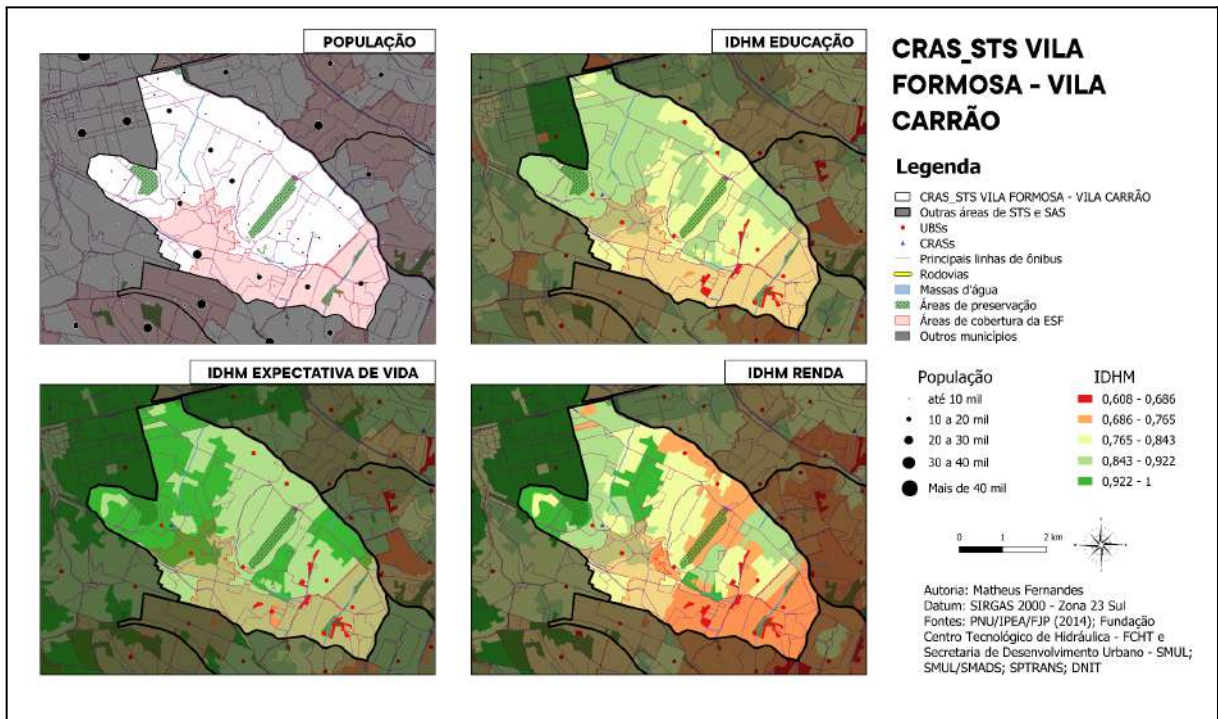 POPULAÇÃO
IDHM EDUCAÇÃO
IDHM EXPECTATIVA DE VIDA
IDHM RENDA
CRAS_STS VILA
FORMOSA - VILA
CARRÃO
Legenda
CRAS_STS VILA FORMOSA - VILA CARRÃO
Outras áreas de STS e SAS
UBSs
CRASs
Principais linhas de ônibus
Rodovias
Massas d'água
Áreas de preservação
Áreas de cobertura da ESF
Outros municípios
População
até 10 mil
10 a 20 mil
20 a 30 mil
30 a 40 mil
Mais de 40 mil
IDHM
0,608 - 0,686
0,686 - 0,765
0,765 - 0,843
0,843 - 0,922
0,922 - 1
0 1 2 km
Autoria: Matheus Fernandes
Datum: SIRGAS 2000 - Zona 23 Sul
Fontes: PNU/IPEA/FJP (2014); Fundação
Centro Tecnológico de Hidráulica - FCHT e
Secretaria de Desenvolvimento Urbano - SMUL;
SMUL/SMADS; SPTRANS; DNIT